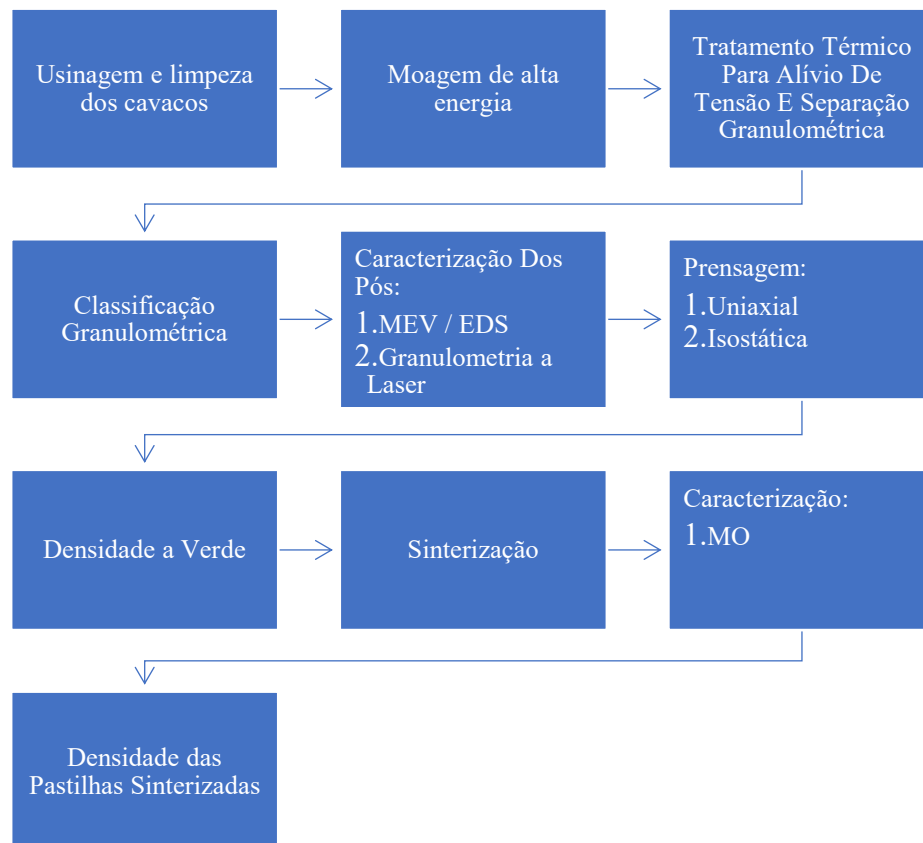 Usinagem e limpeza
dos cavacos
Moagem de alta
energia
Tratamento Térmico
Para Alívio De
Tensão E Separação
Granulométrica
Classificação
Granulométrica
Caracterização Dos
Pós:
1.MEV / EDS
2.Granulometria a
Laser
Prensagem:
1.Uniaxial
2.Isostática
Densidade a Verde
Sinterização
Caracterização:
1.MO
Densidade das
Pastilhas Sinterizadas